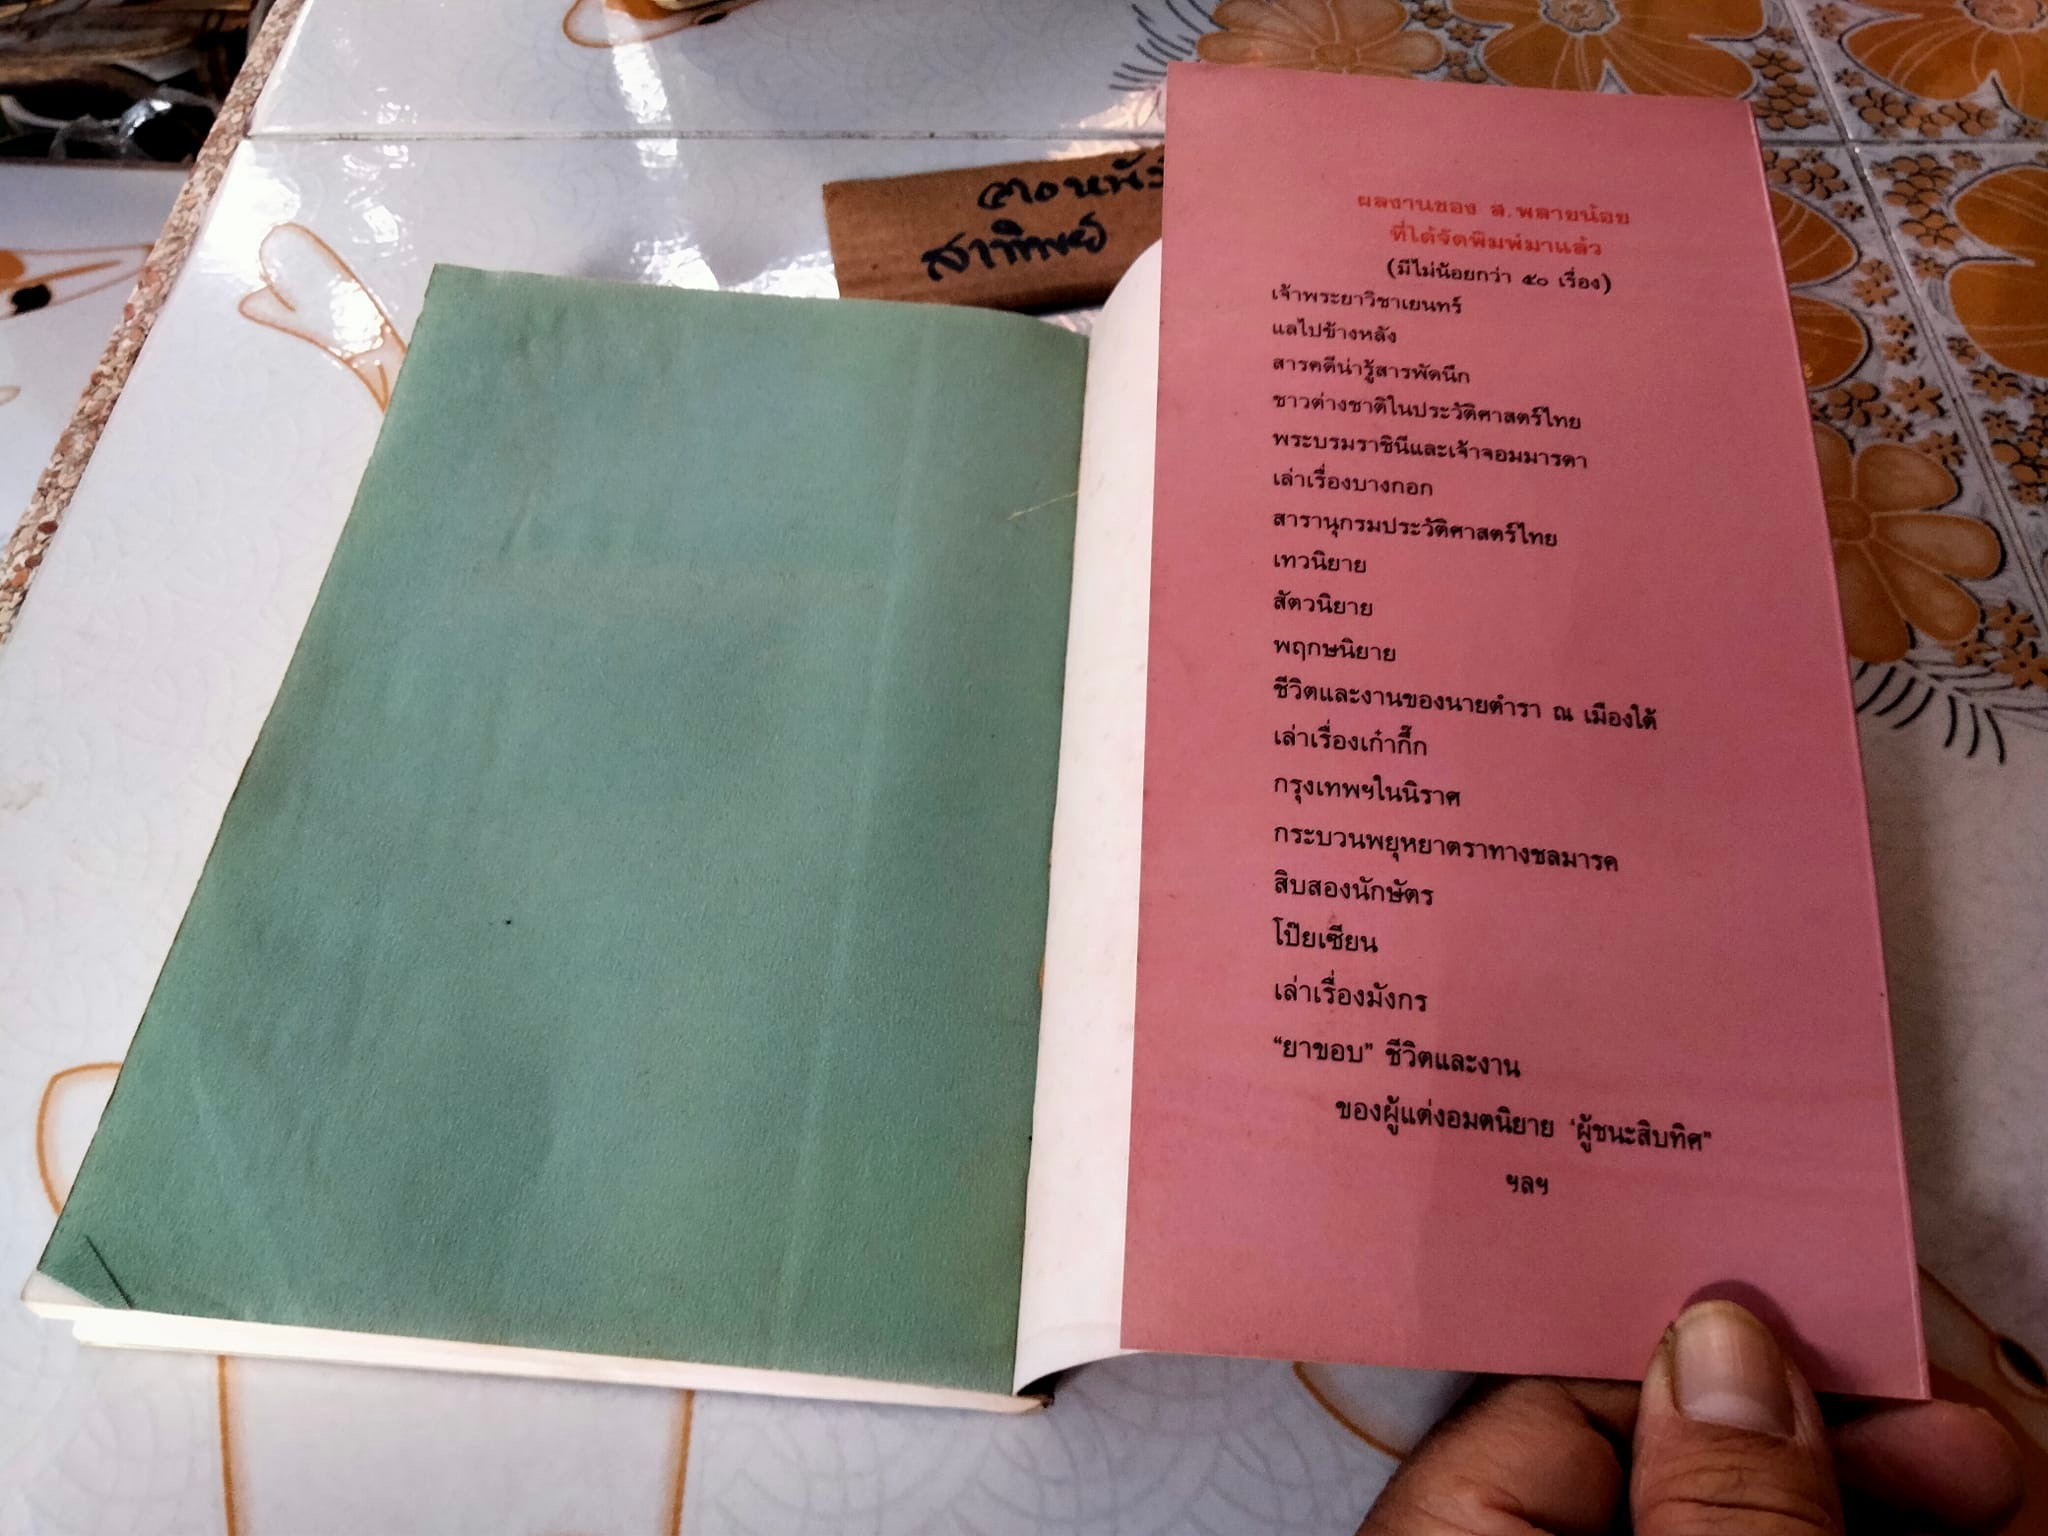 สาทิพย์
ผลงานของ ส.พลายน้อย
ที่ได้จัดพิมพ์มาแล้ว
(มีไม่น้อยกว่า ๕๐ เรื่อง)
เจ้าพระยาวิชาเยนทร์
แลไปข้างหลัง
สารคดีน่ารู้สารพัดนึก
ชาวต่างชาติในประวัติศาสตร์ไทย
พระบรมราชินีและเจ้าจอมมารดา
เล่าเรื่องบางกอก
สารานุกรมประวัติศาสตร์ไทย
เทวนิยาย
สัตวนิยาย
พฤกษนิยาย
ชีวิตและงานของนายตำรา ณ เมืองใต้
เล่าเรื่องเก๋ากี๊ก
กรุงเทพฯในนิราศ
กระบวนพยุหยาตราทางชลมารค
สิบสองนักษัตร
โป๊ยเซียน
เล่าเรื่องมังกร
“ยาขอบ” ชีวิตและงาน
ของผู้แต่งอมตนิยาย ‘ผู้ชนะสิบทิศ”
ฯลฯ